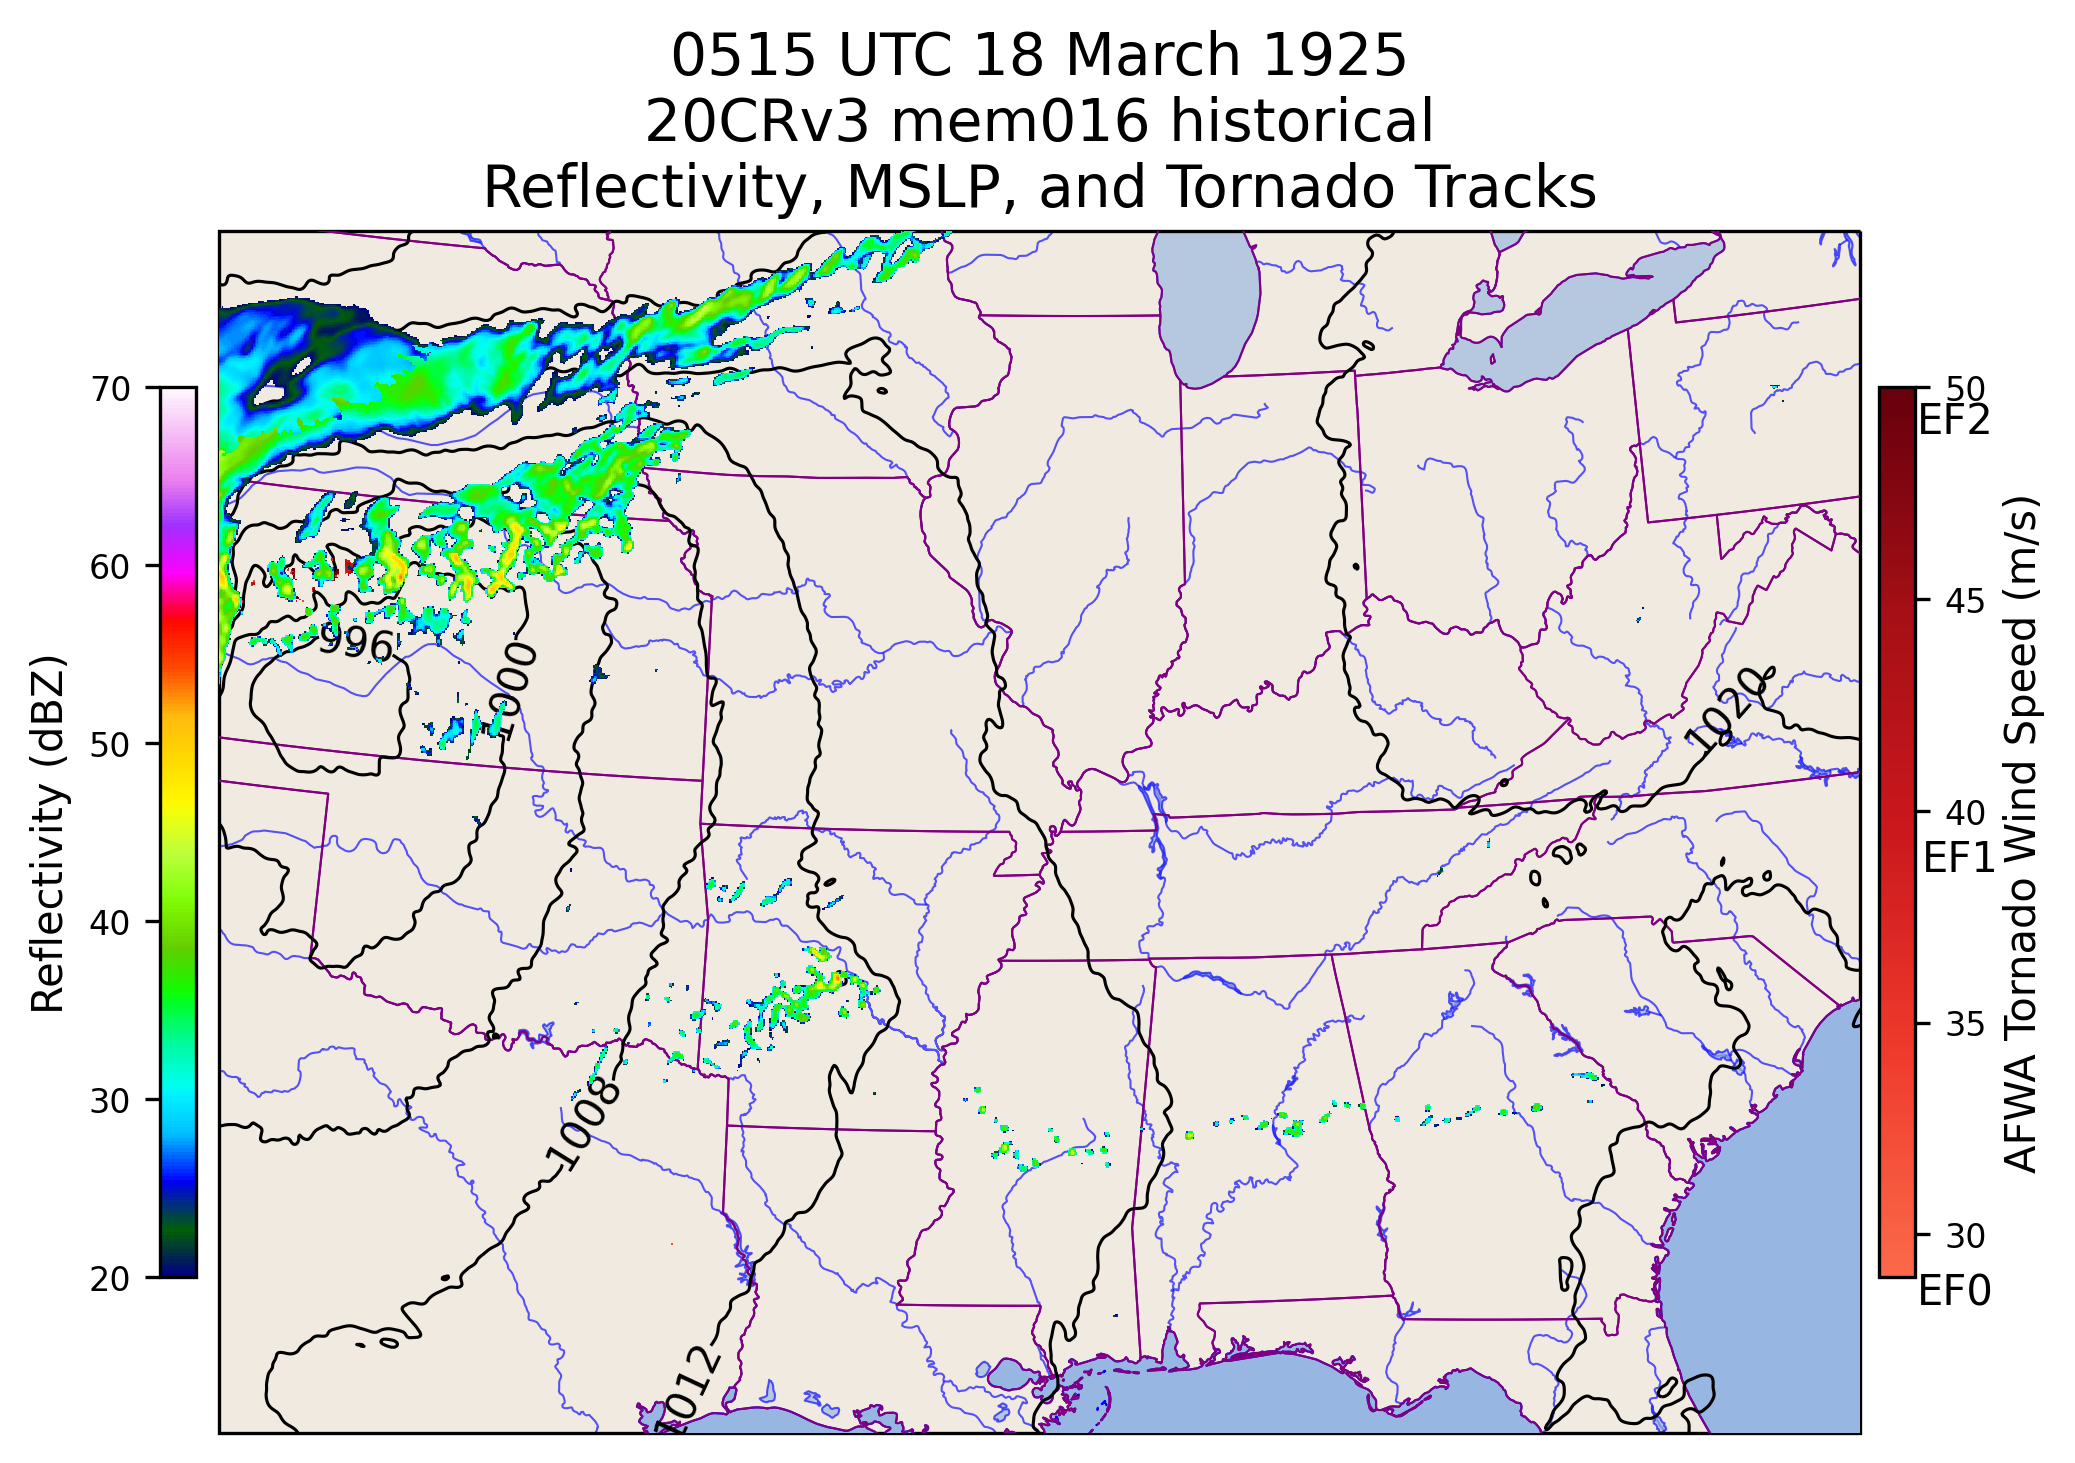 0515 UTC 18 March 1925
20CRv3 mem016 historical
Reflectivity, MSLP, and Tornado Tracks
Reflectivity (dBZ)
70
60
50
40
30
20
996
1000
1008
1012
1020
50
EF2
45
40
EF1
35
30
EF0
AFWA Tornado Wind Speed (m/s)